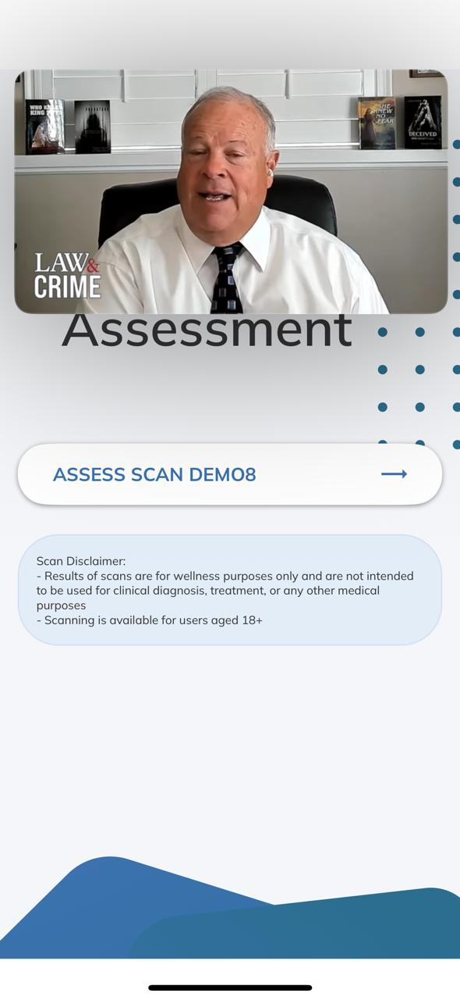 WHO KILLED
KING
PREDATOR
SHE
KNEW
NO
FEAR
DECEIVED
LAW&
CRIME
Assessment
ASSESS SCAN DEMO8
Scan Disclaimer:
- Results of scans are for wellness purposes only and are not intended
to be used for clinical diagnosis, treatment, or any other medical
purposes
- Scanning is available for users aged 18+